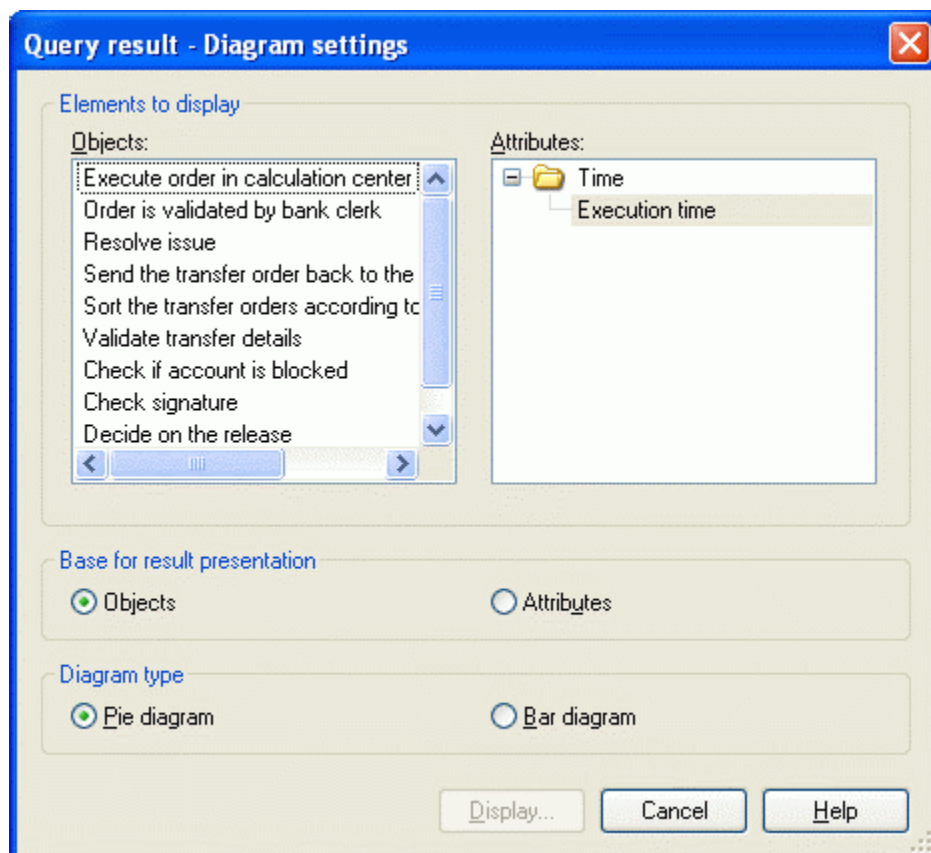 Query result - Diagram settings
Elements to display
Objects:
Attributes:
Execute order in calculation center
Order is validated by bank clerk
Resolve issue
Send the transfer order back to the
Sort the transfer orders according to
Validate transfer details
Check if account is blocked
Check signature
Decide on the release
Time
Execution time
Base for result presentation
Objects
Attributes
Diagram type
Pie diagram
Bar diagram
Display...
Cancel
Help